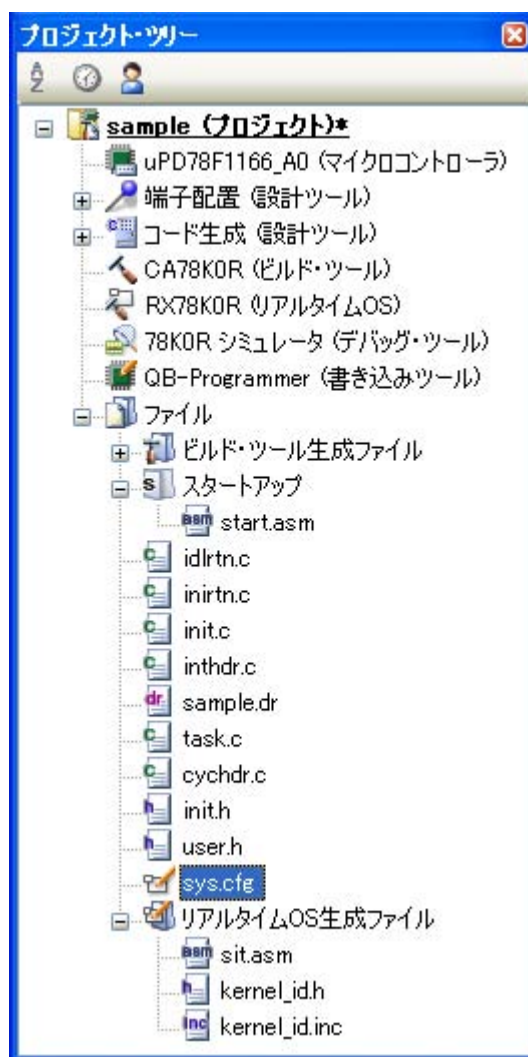 プロジェクト・ツリー
sample (プロジェクト)*
uPD78F1166_A0 (マイクロコントローラ)
端子配置 (設計ツール)
コード生成 (設計ツール)
CA78K0R (ビルド・ツール)
RX78K0R (リアルタイムOS)
78K0R シミュレータ (デバッグ・ツール)
QB-Programmer (書き込みツール)
ファイル
ビルド・ツール生成ファイル
スタートアップ
start.asm
idlrtn.c
inirtn.c
init.c
inthdr.c
sample.dr
task.c
cychdr.c
init.h
user.h
sys.cfg
リアルタイムOS生成ファイル
sit.asm
kernel_id.h
kernel_id.inc